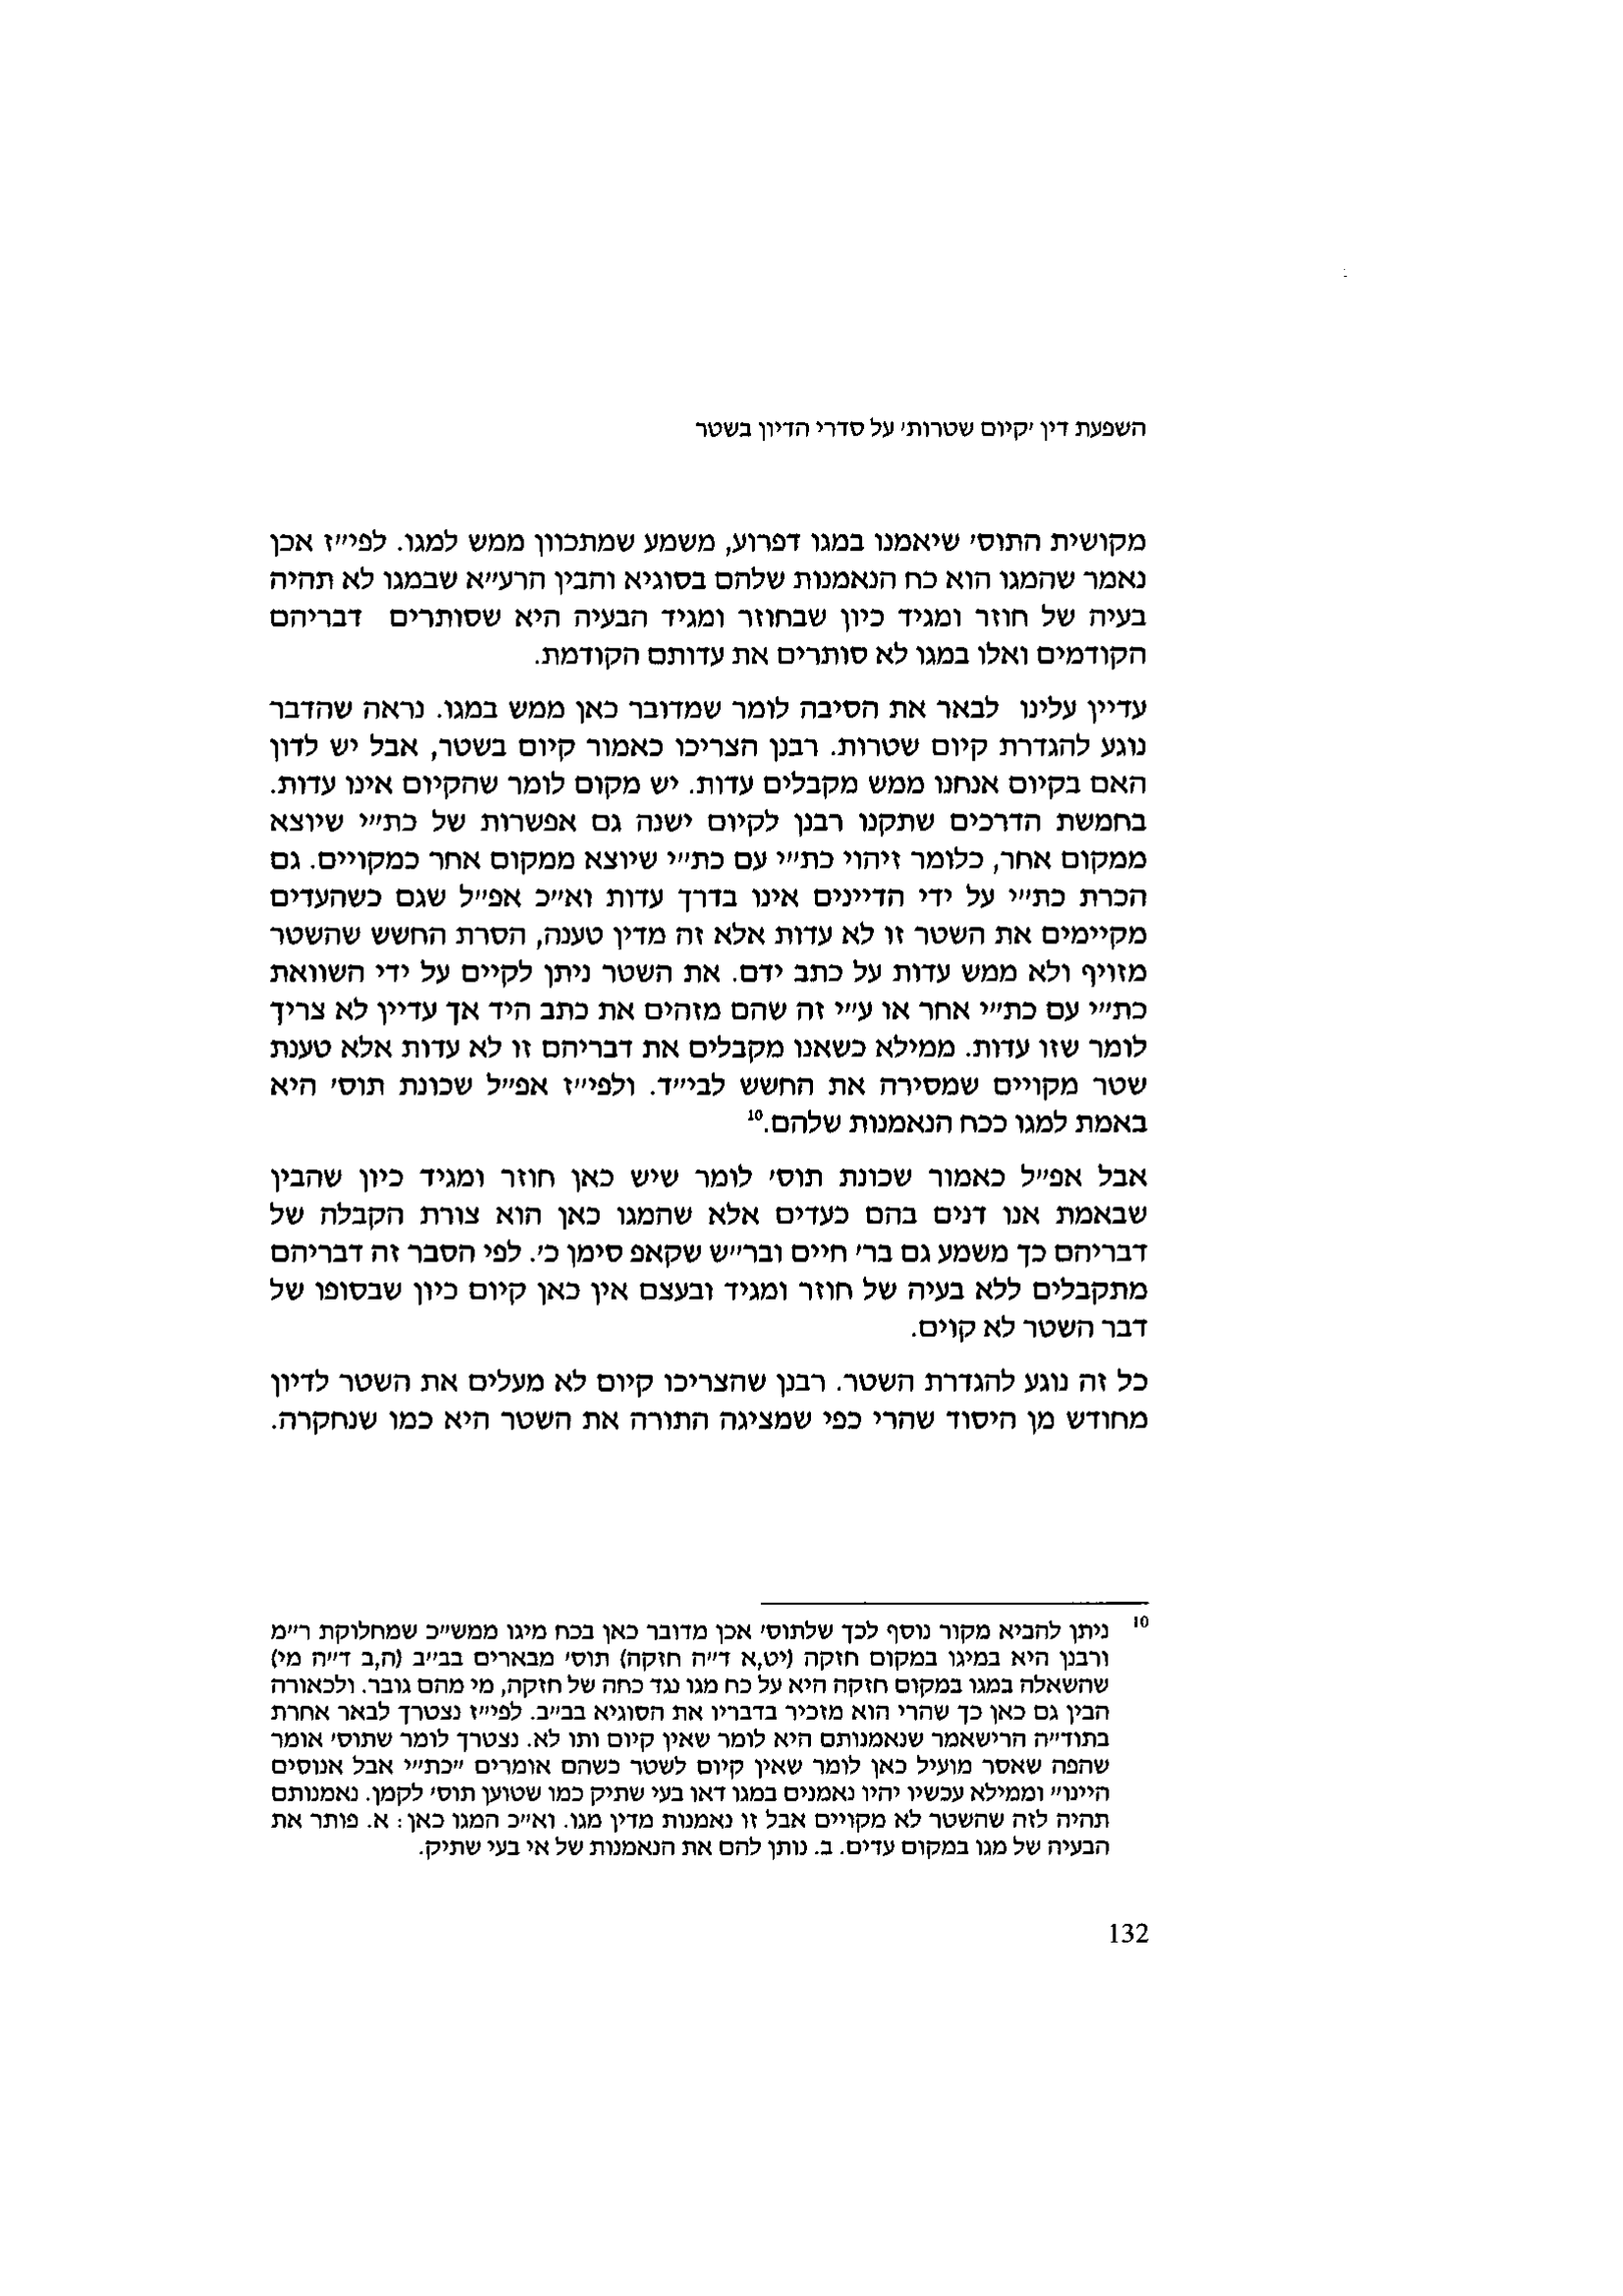 השפעת דין 'קיום שטרות' על סדרי הדיון בשטר
מקושית התוס' שיאמנו במגו דפרוע, משמע שמתכוון ממש למגו. לפי״ז אכן
נאמר שהמגו הוא כח הנאמנות שלהם בסוגיא והבין הרע״א שבמגו לא תהיה
בעיה של חוזר ומגיד כיון שבחוזר ומגיד הבעיה היא שסותרים דבריהם
הקודמים ואלו במגו לא סותרים את עדותם הקודמת.
עדיין עלינו לבאר את הסיבה לומר שמדובר כאן ממש במגו. נראה שהדבר
נוגע להגדרת קיום שטרות. רבנן הצריכו כאמור קיום בשטר, אבל יש לדון
האם בקיום אנחנו ממש מקבלים עדות. יש מקום לומר שהקיום אינו עדות.
בחמשת הדרכים שתקנו רבנן לקיום ישנה גם אפשרות של כת״י שיוצא
ממקום אחר, כלומר זיהוי כת״י עם כת״י שיוצא ממקום אחר כמקויים. גם
הכרת כת״י על ידי הדיינים אינו בדרך עדות וא״כ אפ״ל שגם כשהעדים
מקיימים את השטר זו לא עדות אלא זה מדין טענה, הסרת החשש שהשטר
מזויף ולא ממש עדות על כתב ידם. את השטר ניתן לקיים על ידי השוואת
כת״י עם כת״י אחר או ע״י זה שהם מזהים את כתב היד אך עדיין לא צריך
לומר שזו עדות. ממילא כשאנו מקבלים את דבריהם זו לא עדות אלא טענת
שטר מקויים שמסירה את החשש לבי״ד. ולפי״ז אפ״ל שכונת תוס' היא
באמת למגו ככח הנאמנות שלהם.10
אבל אפ״ל כאמור שכונת תוס' לומר שיש כאן חוזר ומגיד כיון שהבין
שבאמת אנו דנים בהם כעדים אלא שהמגו כאן הוא צורת הקבלה של
דבריהם כך משמע גם בר' חיים ובר״ש שקאפ סימן כ'. לפי הסבר זה דבריהם
מתקבלים ללא בעיה של חוזר ומגיד ובעצם אין כאן קיום כיון שבסופו של
דבר השטר לא קוים.
כל זה נוגע להגדרת השטר. רבנן שהצריכו קיום לא מעלים את השטר לדיון
מחודש מן היסוד שהרי כפי שמציגה התורה את השטר היא כמו שנחקרה.
10 ניתן להביא מקור נוסף לכך שלתוס' אכן מדובר כאן בכח מיגו ממש״כ שמחלוקת ר״מ
ורבנן היא במיגו במקום חזקה (יט,א ד״ה חזקה) תוס' מבארים בב״ב (ה,ב ד״ה מי)
שהשאלה במגו במקום חזקה היא על כח מגו נגד כחה של חזקה, מי מהם גובר. ולכאורה
הבין גם כאן כך שהרי הוא מזכיר בדבריו את הסוגיא בב״ב. לפי״ז נצטרך לבאר אחרת
בתוד״ה הרישאמר שנאמנותם היא לומר שאין קיום ותו לא. נצטרך לומר שתוס' אומר
שהפה שאסר מועיל כאן לומר שאין קיום לשטר כשהם אומרים ״כת״י אבל אנוסים
היינו״ וממילא עכשיו יהיו נאמנים במגו דאו בעי שתיק כמו שטוען תוס' לקמן. נאמנותם
תהיה לזה שהשטר לא מקויים אבל זו נאמנות מדין מגו. וא״כ המגו כאן: א. פותר את
הבעיה של מגו במקום עדים. ב. נותן להם את הנאמנות של אי בעי שתיק.
132